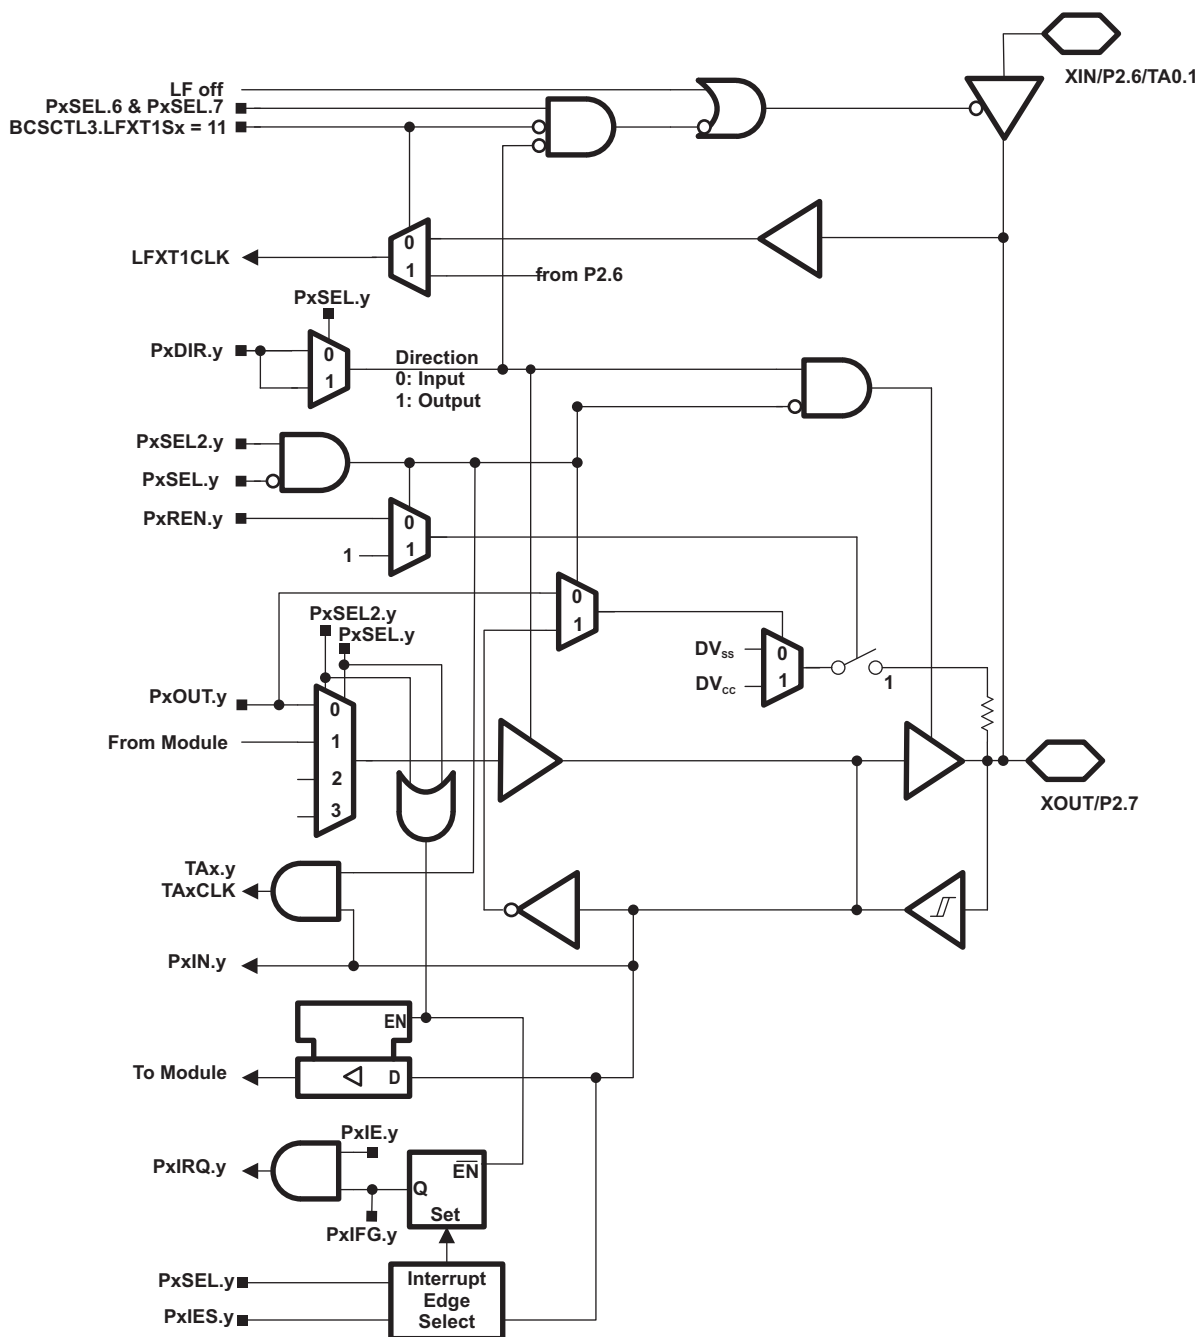 XIN/P2.6/TA0.1
LF off
PxSEL.6 & PxSEL.7
BCSCTL3.LFXT1Sx = 11
0
LFXT1CLK
1
from P2.6
PxSEL.y
PxDIR.y
0
1
Direction
0: Input
1: Output
PxSEL2.y
PxSEL.y
PxREN.y
0
1
1
0
1
PxSEL2.y
PxSEL.y
DVSS
0
DVCC
1
1
PxOUT.y
0
From Module
1
2
3
XOUT/P2.7
TAx.y
TAxCLK
PxIN.y
EN
To Module
D
PxIE.y
PxIRQ.y
EN
Q
Set
PxIFG.y
PxSEL.y
PxIES.y
Interrupt
Edge
Select